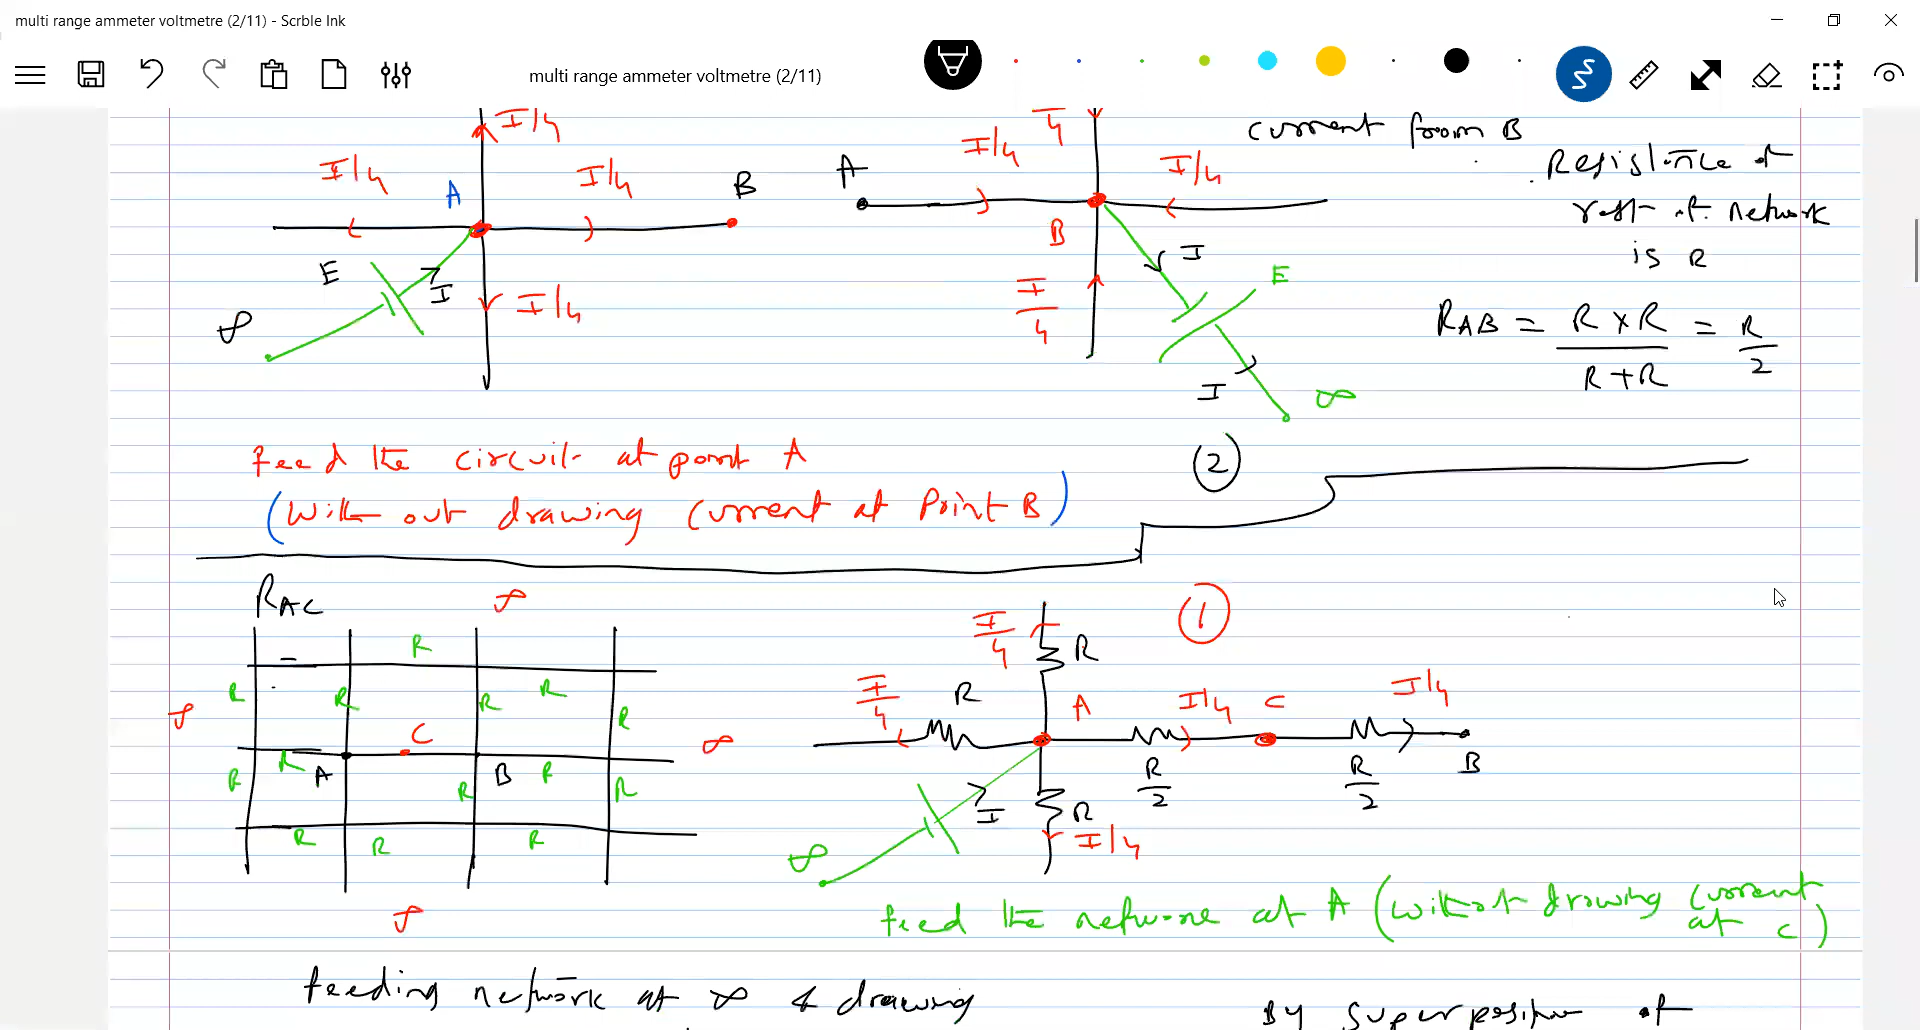 multi range ammeter voltmetre (2/11) - Scrble Ink
multi range ammeter voltmetre (2/11)
I/4
I/4
I/4
A
B
E
I
I/4
∞
A
I/4
4
I/4
B
I
E
I/4
I
∞
current from B
Resistance of
rest of network
is R
RAB = R × R / R + R = R/2
feed the circuit at point A
(with out drawing current at Point B)
2
RAC
∞
R
R
R
R
R
R
∞
C
∞
R
A
B
R
R
R
R
R
R
R
∞
1
I/4
R
I/4
R
A
I/4
C
I/4
R/2
R/2
B
I
R
I/4
∞
feed the network at A (without drawing current
at C)
feeding network at ∞ & drawing
By superposition of